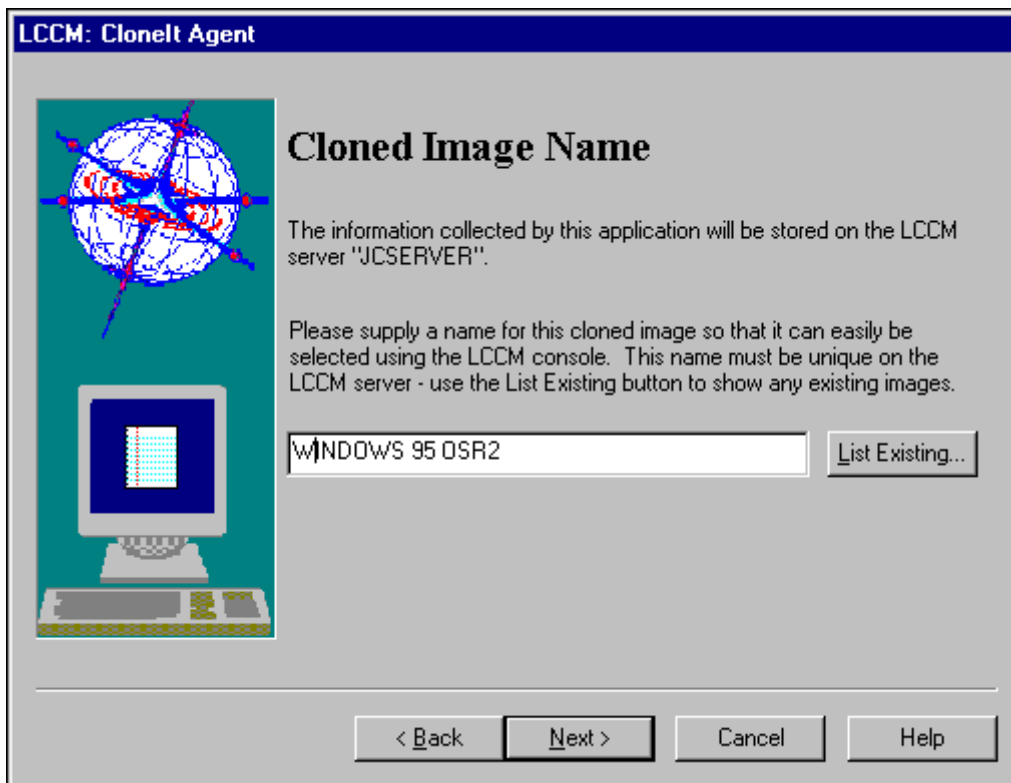 LCCM: CloneIt Agent
Cloned Image Name
The information collected by this application will be stored on the LCCM
server "JCSERVER".
Please supply a name for this cloned image so that it can easily be
selected using the LCCM console. This name must be unique on the
LCCM server - use the List Existing button to show any existing images.
WINDOWS 95 OSR2
List Existing...
< Back
Next >
Cancel
Help